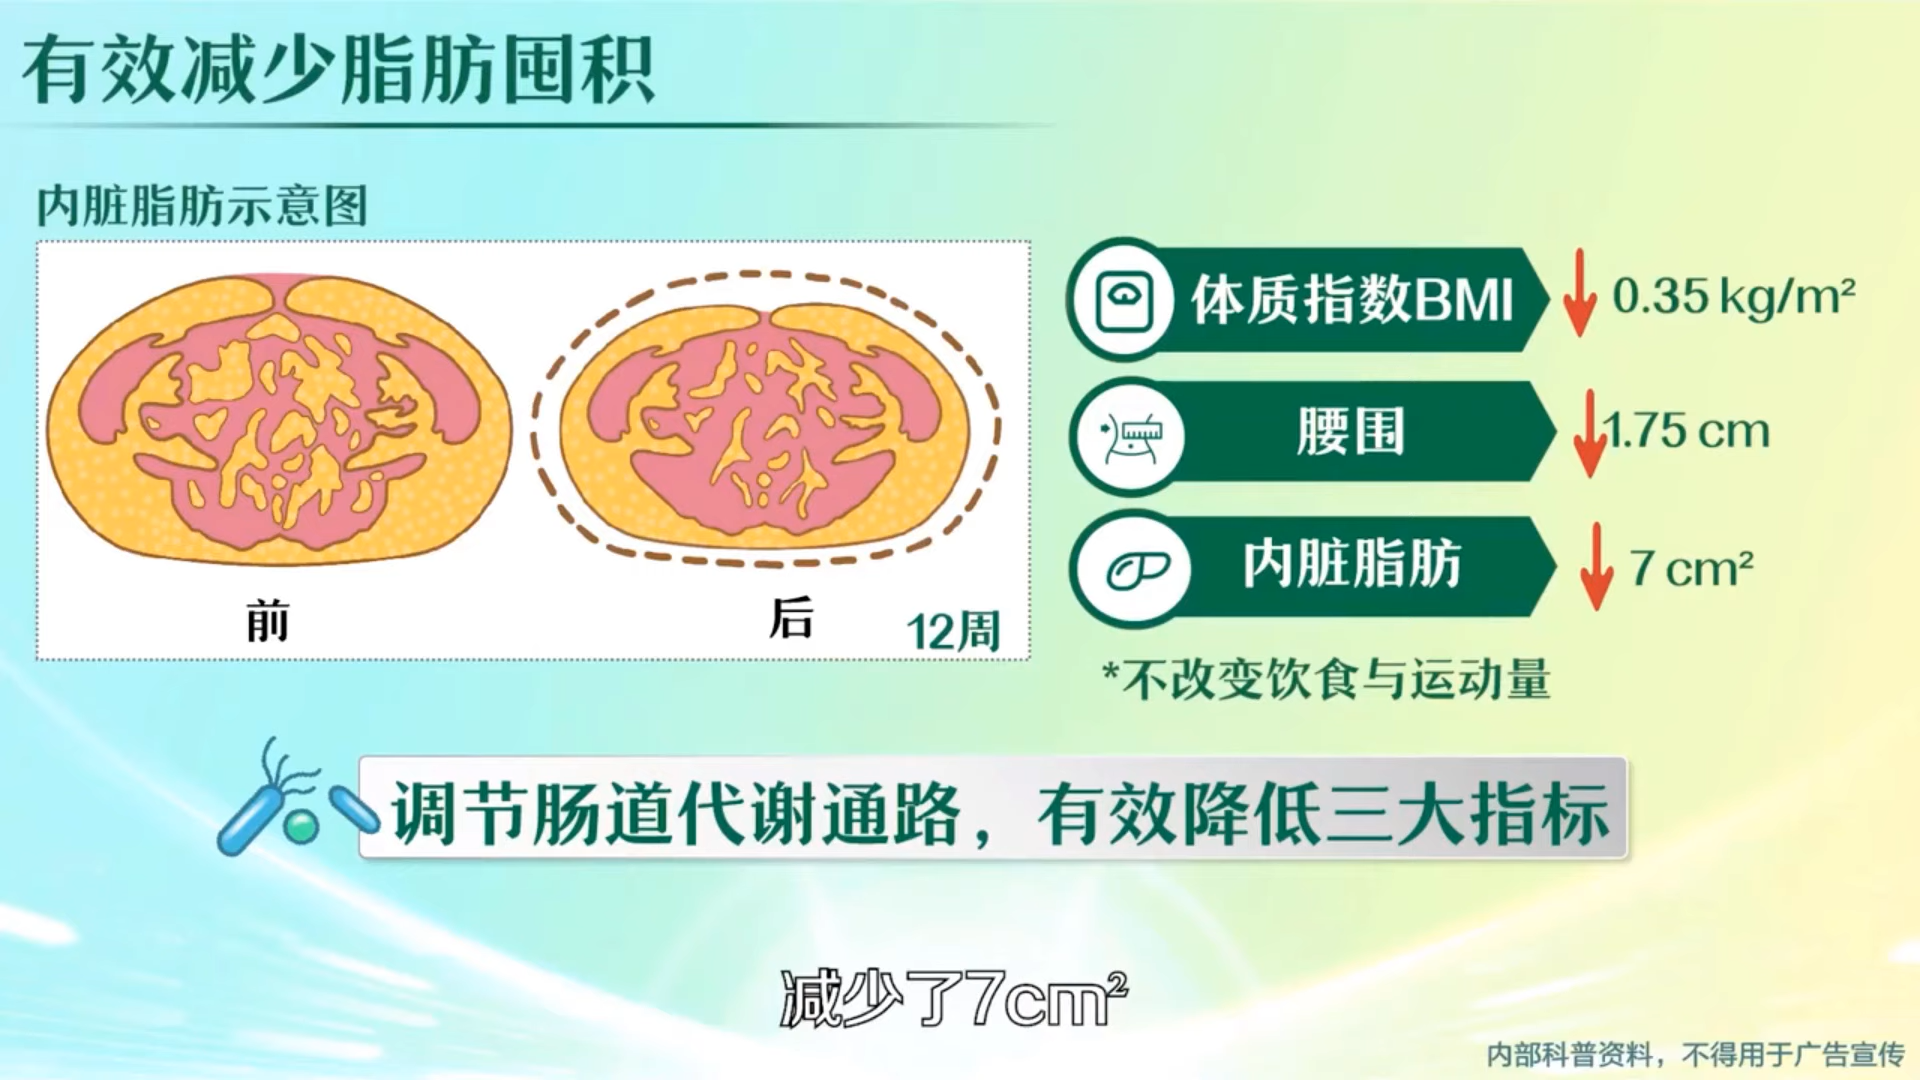 有效减少脂肪囤积
内脏脂肪示意图
前
后
12周
体质指数BMI
0.35 kg/m²
腰围
1.75 cm
内脏脂肪
7 cm²
*不改变饮食与运动量
调节肠道代谢通路，有效降低三大指标
减少了7cm²
内部科普资料，不得用于广告宣传